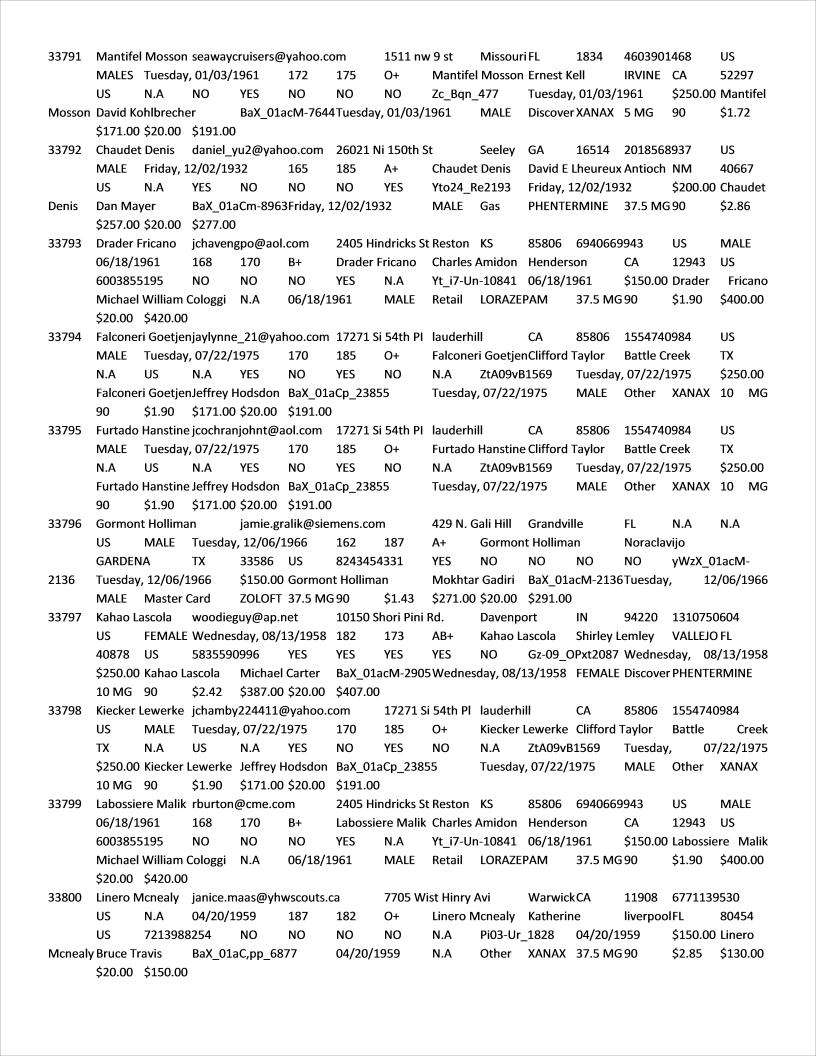 33791 Mantifel Mosson seawaycruisers@yahoo.com 1511 nw 9 st Missouri FL 1834 4603901468 US
MALES Tuesday, 01/03/1961 172 175 O+ Mantifel Mosson Ernest Kell IRVINE CA 52297
US N.A NO YES NO NO NO Zc_Bqn_477 Tuesday, 01/03/1961 $250.00 Mantifel
Mosson David Kohlbrecher BaX_01acM-7644 Tuesday, 01/03/1961 MALE Discover XANAX 5 MG 90 $1.72
$171.00 $20.00 $191.00
33792 Chaudet Denis daniel_yu2@yahoo.com 26021 Ni 150th St Seeley GA 16514 2018568937 US
MALE Friday, 12/02/1932 165 185 A+ Chaudet Denis David E Lheureux Antioch NM 40667
US N.A YES NO NO NO YES Yto24_Re2193 Friday, 12/02/1932 $200.00 Chaudet
Denis Dan Mayer BaX_01aCm-8963 Friday, 12/02/1932 MALE Gas PHENTERMINE 37.5 MG 90 $2.86
$257.00 $20.00 $277.00
33793 Drader Fricano jchavengpo@aol.com 2405 Hindricks St Reston KS 85806 6940669943 US MALE
06/18/1961 168 170 B+ Drader Fricano Charles Amidon Henderson CA 12943 US
6003855195 NO NO NO YES N.A Yt_i7-Un-10841 06/18/1961 $150.00 Drader Fricano
Michael William Cologgi N.A 06/18/1961 MALE Retail LORAZEPAM 37.5 MG 90 $1.90 $400.00
$20.00 $420.00
33794 Falconeri Goetjen jaylynne_21@yahoo.com 17271 Si 54th Pl lauderhill CA 85806 1554740984 US
MALE Tuesday, 07/22/1975 170 185 O+ Falconeri Goetjen Clifford Taylor Battle Creek TX
N.A US N.A YES NO YES NO N.A ZtA09vB1569 Tuesday, 07/22/1975 $250.00
Falconeri Goetjen Jeffrey Hodsdon BaX_01aCp_23855 Tuesday, 07/22/1975 MALE Other XANAX 10 MG
90 $1.90 $171.00 $20.00 $191.00
33795 Furtado Hanstine jcochranjohnt@aol.com 17271 Si 54th Pl lauderhill CA 85806 1554740984 US
MALE Tuesday, 07/22/1975 170 185 O+ Furtado Hanstine Clifford Taylor Battle Creek TX
N.A US N.A YES NO YES NO N.A ZtA09vB1569 Tuesday, 07/22/1975 $250.00
Furtado Hanstine Jeffrey Hodsdon BaX_01aCp_23855 Tuesday, 07/22/1975 MALE Other XANAX 10 MG
90 $1.90 $171.00 $20.00 $191.00
33796 Gormont Holliman jamie.gralik@siemens.com 429 N. Gali Hill Grandville FL N.A N.A
US MALE Tuesday, 12/06/1966 162 187 A+ Gormont Holliman Noraclavijo
GARDENA TX 33586 US 8243454331 YES NO NO NO NO yWzX_01acM-
2136 Tuesday, 12/06/1966 $150.00 Gormont Holliman Mokhtar Gadiri BaX_01acM-2136 Tuesday, 12/06/1966
MALE Master Card ZOLOFT 37.5 MG 90 $1.43 $271.00 $20.00 $291.00
33797 Kahao Lascola woodieguy@ap.net 10150 Shori Pini Rd. Davenport IN 94220 1310750604
US FEMALE Wednesday, 08/13/1958 182 173 AB+ Kahao Lascola Shirley Lemley VALLEJO FL
40878 US 5835590996 YES YES YES YES NO Gz-09_OPxt2087 Wednesday, 08/13/1958
$250.00 Kahao Lascola Michael Carter BaX_01acM-2905 Wednesday, 08/13/1958 FEMALE Discover PHENTERMINE
10 MG 90 $2.42 $387.00 $20.00 $407.00
33798 Kiecker Lewerke jchamby224411@yahoo.com 17271 Si 54th Pl lauderhill CA 85806 1554740984
US MALE Tuesday, 07/22/1975 170 185 O+ Kiecker Lewerke Clifford Taylor Battle Creek
TX N.A US N.A YES NO YES NO N.A ZtA09vB1569 Tuesday, 07/22/1975
$250.00 Kiecker Lewerke Jeffrey Hodsdon BaX_01aCp_23855 Tuesday, 07/22/1975 MALE Other XANAX
10 MG 90 $1.90 $171.00 $20.00 $191.00
33799 Labossiere Malik rburton@cme.com 2405 Hindricks St Reston KS 85806 6940669943 US MALE
06/18/1961 168 170 B+ Labossiere Malik Charles Amidon Henderson CA 12943 US
6003855195 NO NO NO YES N.A Yt_i7-Un-10841 06/18/1961 $150.00 Labossiere Malik
Michael William Cologgi N.A 06/18/1961 MALE Retail LORAZEPAM 37.5 MG 90 $1.90 $400.00
$20.00 $420.00
33800 Linero Mcnealy janice.maas@yhwscouts.ca 7705 Wist Hinry Avi Warwick CA 11908 6771139530
US N.A 04/20/1959 187 182 O+ Linero Mcnealy Katherine liverpool FL 80454
US 7213988254 NO NO NO NO N.A Pi03-Ur_1828 04/20/1959 $150.00 Linero
Mcnealy Bruce Travis BaX_01aC,pp_6877 04/20/1959 N.A Other XANAX 37.5 MG 90 $2.85 $130.00
$20.00 $150.00